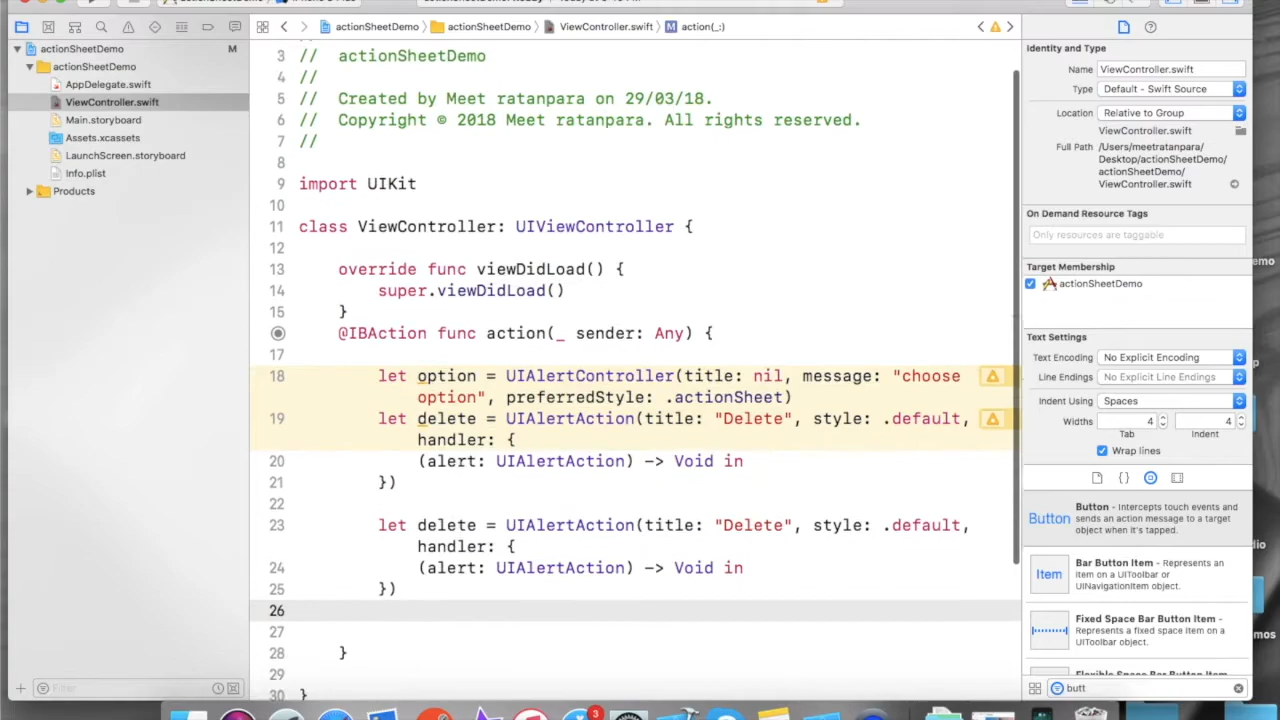 actionSheetDemo
M
actionSheetDemo
AppDelegate.swift
ViewController.swift
Main.storyboard
Assets.xcassets
LaunchScreen.storyboard
Info.plist
Products
Filter
actionSheetDemo
actionSheetDemo
ViewController.swift
M
action(_:)
3 // actionSheetDemo
4 //
5 // Created by Meet ratanpara on 29/03/18.
6 // Copyright © 2018 Meet ratanpara. All rights reserved.
7 //
8
9 import UIKit
10
11 class ViewController: UIViewController {
12
13 override func viewDidLoad() {
14 super.viewDidLoad()
15 }
@IBAction func action(_ sender: Any) {
17
18 let option = UIAlertController(title: nil, message: "choose
option", preferredStyle: .actionSheet)
19 let delete = UIAlertAction(title: "Delete", style: .default,
handler: {
20 (alert: UIAlertAction) -> Void in
21 })
22
23 let delete = UIAlertAction(title: "Delete", style: .default,
handler: {
24 (alert: UIAlertAction) -> Void in
25 })
26
27
28 }
29
30 }
Identity and Type
Name ViewController.swift
Type Default - Swift Source
Location Relative to Group
ViewController.swift
Full Path /Users/meetratanpara/
Desktop/actionSheetDemo/
actionSheetDemo/
ViewController.swift
On Demand Resource Tags
Only resources are taggable
Target Membership
actionSheetDemo
Text Settings
Text Encoding No Explicit Encoding
Line Endings No Explicit Line Endings
Indent Using Spaces
Widths 4 4
Tab Indent
Wrap lines
Button
Button - Intercepts touch events and
sends an action message to a target
object when it's tapped.
Item
Bar Button Item - Represents an
item on a UIToolbar or
UINavigationItem object.
Fixed Space Bar Button Item -
Represents a fixed space item on a
UIToolbar object.
Flexible Space Bar Button Item -
butt
3